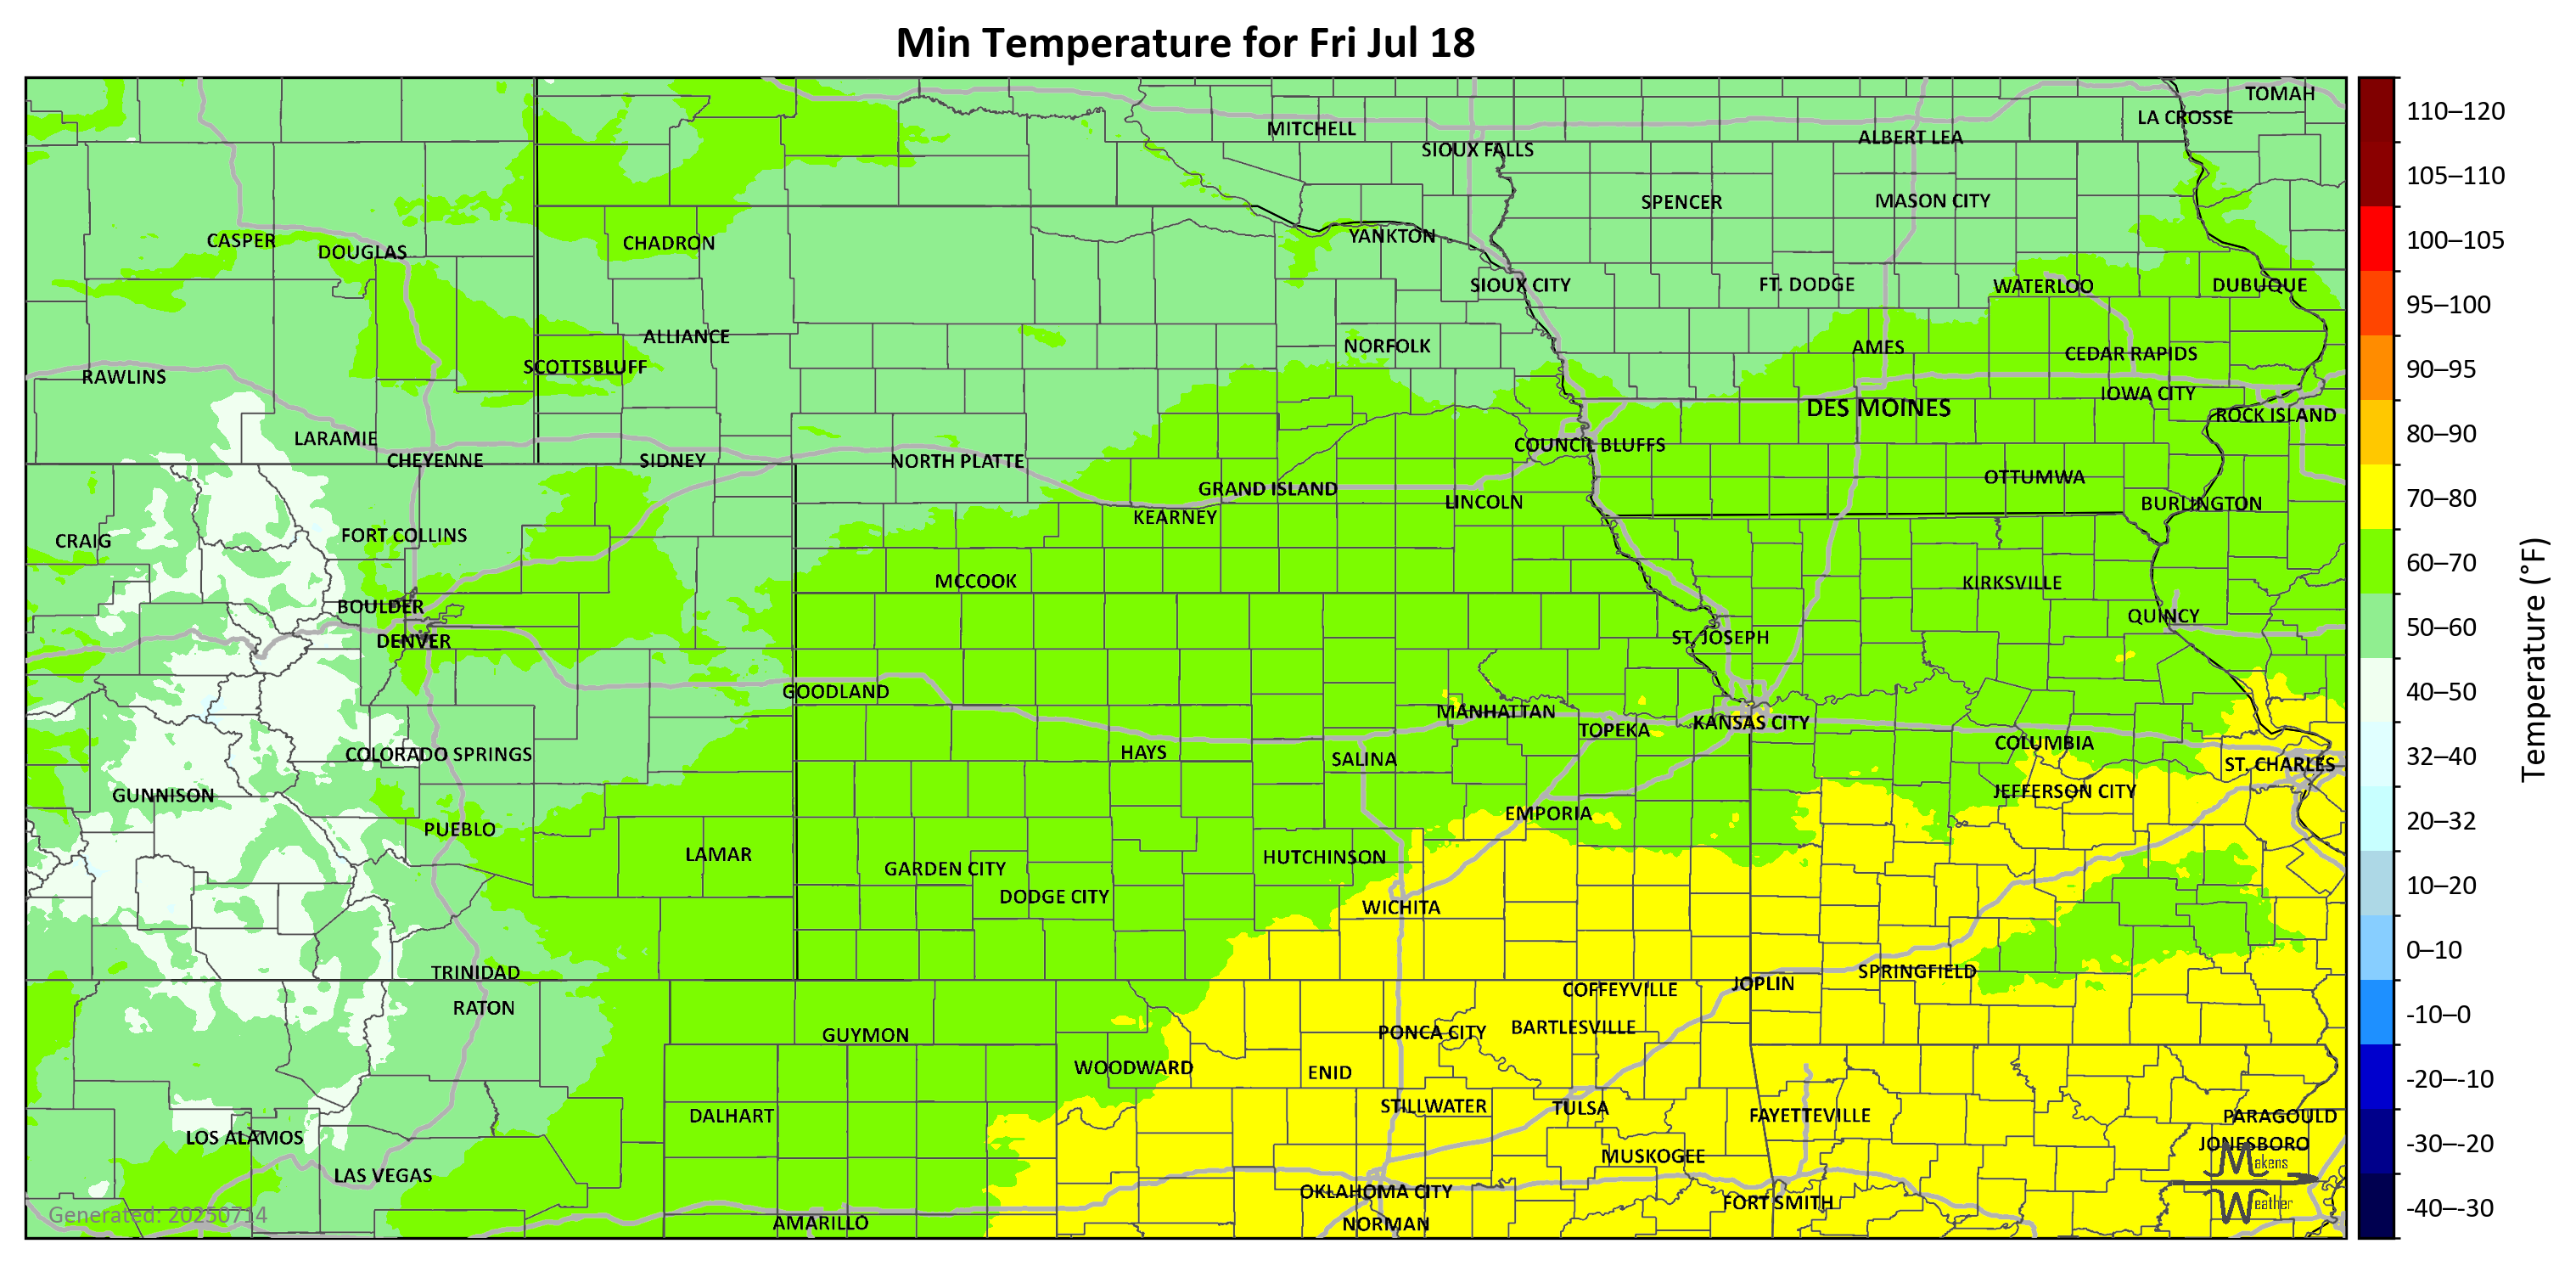 Min Temperature for Fri Jul 18
TOMAH
LA CROSSE
MITCHELL
ALBERT LEA
SIOUX FALLS
SPENCER
MASON CITY
CASPER
DOUGLAS
CHADRON
YANKTON
SIOUX CITY
FT. DODGE
WATERLOO
DUBUQUE
ALLIANCE
NORFOLK
AMES
CEDAR RAPIDS
SCOTTSBLUFF
RAWLINS
IOWA CITY
DES MOINES
ROCK ISLAND
LARAMIE
COUNCIL BLUFFS
CHEYENNE
SIDNEY
NORTH PLATTE
OTTUMWA
GRAND ISLAND
LINCOLN
BURLINGTON
KEARNEY
FORT COLLINS
CRAIG
MCCOOK
KIRKSVILLE
BOULDER
QUINCY
DENVER
ST. JOSEPH
GOODLAND
MANHATTAN
KANSAS CITY
TOPEKA
COLUMBIA
COLORADO SPRINGS
HAYS
SALINA
ST. CHARLES
GUNNISON
JEFFERSON CITY
EMPORIA
PUEBLO
LAMAR
HUTCHINSON
GARDEN CITY
DODGE CITY
WICHITA
TRINIDAD
SPRINGFIELD
JOPLIN
COFFEYVILLE
RATON
GUYMON
PONCA CITY
BARTLESVILLE
WOODWARD
ENID
STILLWATER
TULSA
DALHART
FAYETTEVILLE
PARAGOULD
LOS ALAMOS
JONESBORO
MUSKOGEE
LAS VEGAS
OKLAHOMA CITY
FORT SMITH
AMARILLO
NORMAN
Generated: 20250714
Makens
Weather
110–120
105–110
100–105
95–100
90–95
80–90
70–80
60–70
50–60
40–50
32–40
20–32
10–20
0–10
-10–0
-20–-10
-30–-20
-40–-30
Temperature (°F)